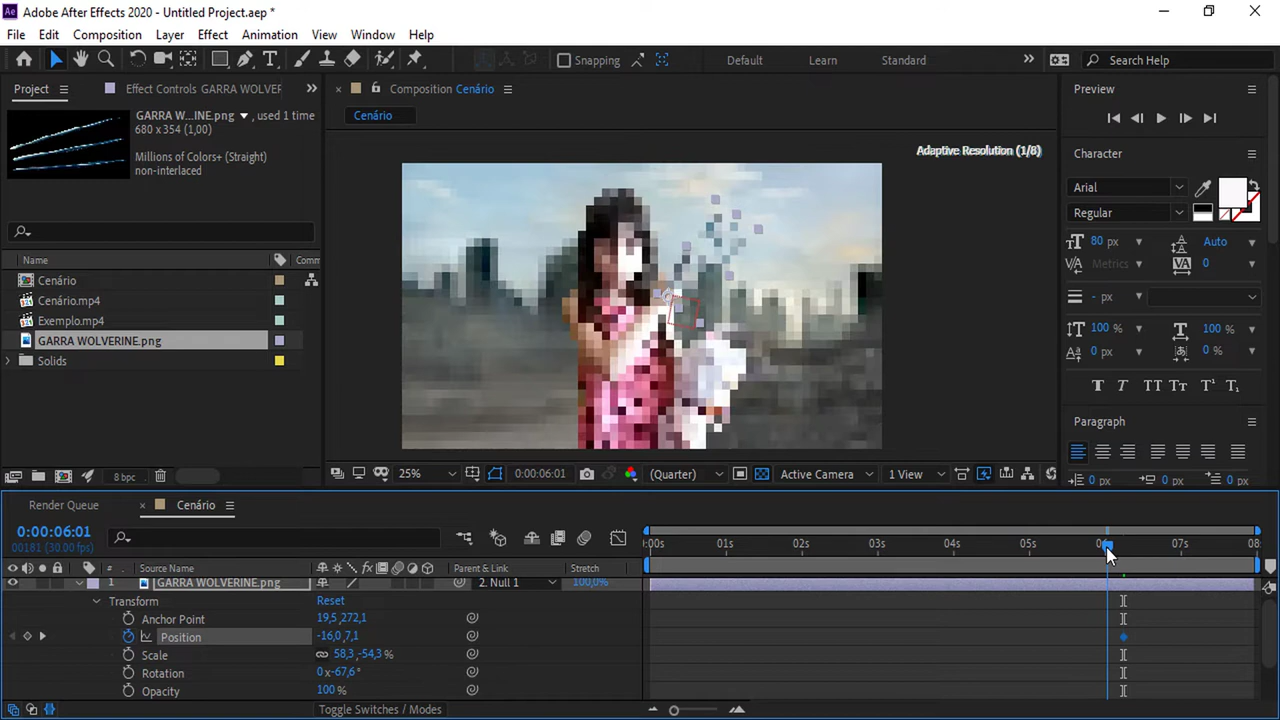 Adobe After Effects 2020 - Untitled Project.aep *
File Edit Composition Layer Effect Animation View Window Help
Snapping Default Learn Standard Search Help
Project Effect Controls GARRA WOLVER
GARRA W...INE.png, used 1 time
680 x 354 (1,00)
Millions of Colors+ (Straight)
non-interlaced
Name Comm
Cenário
Cenário.mp4
Exemplo.mp4
GARRA WOLVERINE.png
Solids
8 bpc
Composition Cenário
Cenário
Adaptive Resolution (1/8)
25% 0:00:06:01 (Quarter) Active Camera 1 View
Preview
Character
Arial
Regular
80 px Auto
Metrics 0
- px
100 % 100 %
0 px 0 %
Paragraph
0 px 0 px 0 px
Render Queue Cenário
0:00:06:01
00181 (30.00 fps)
:00s 01s 02s 03s 04s 05s 06s 07s 08
# Source Name Parent & Link Stretch
1 GARRA WOLVERINE.png 2. Null 1 100,0%
Transform Reset
Anchor Point 19,5,272,1
Position -16,0,7,1
Scale 58,3,-54,3 %
Rotation 0 x-67,6°
Opacity 100 %
Toggle Switches / Modes